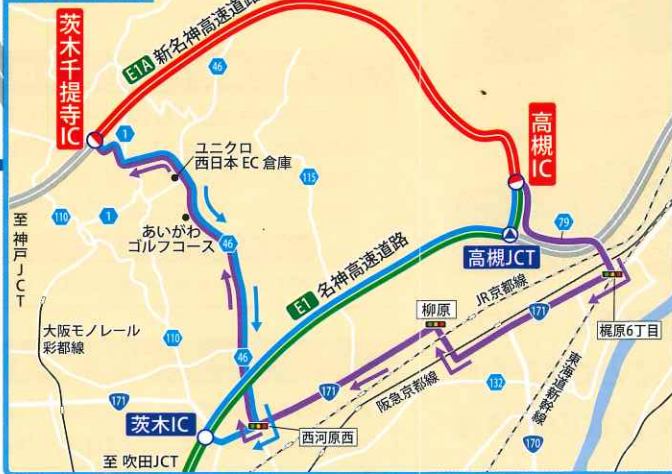 茨木千提寺IC
E1A 新名神高速道路
46
1
ユニクロ
西日本 EC 倉庫
115
高槻
IC
110
1
あいがわ
ゴルフコース
46
79
至 神戸JCT
E1 名神高速道路
高槻JCT
JR京都線
柳原
171
梶原6丁目
大阪モノレール
彩都線
110
46
171
阪急京都線
132
東海道新幹線
171
茨木IC
西河原西
170
至 吹田JCT